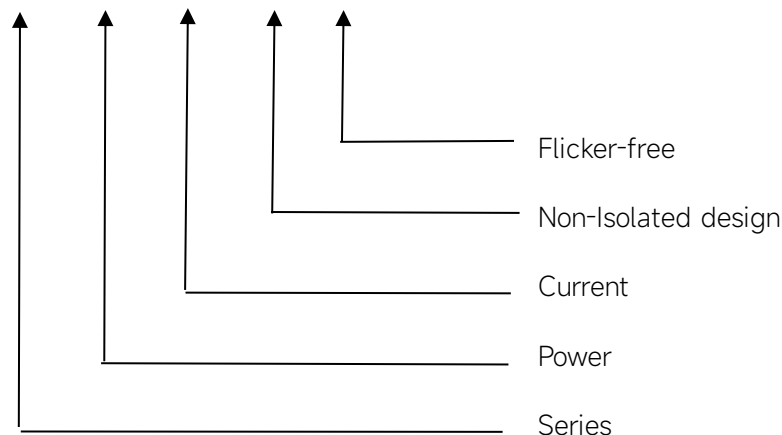 Flicker-free
Non-Isolated design
Current
Power
Series